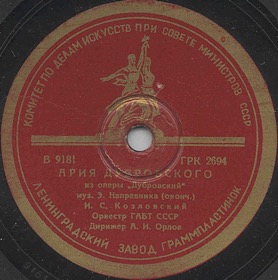 КОМИТЕТ ПО ДЕЛАМ ИСКУССТВ ПРИ СОВЕТЕ МИНИСТРОВ СССР
В 9181 ГРК 2694
АРИЯ ДУБРОВСКОГО
из оперы „Дубровский"
муз. Э. Направника (оконч.)
И. С. Козловский
Оркестр ГАБТ СССР
Дирижер А. И. Орлов
ЛЕНИНГРАДСКИЙ ЗАВОД ГРАММПЛАСТИНОК